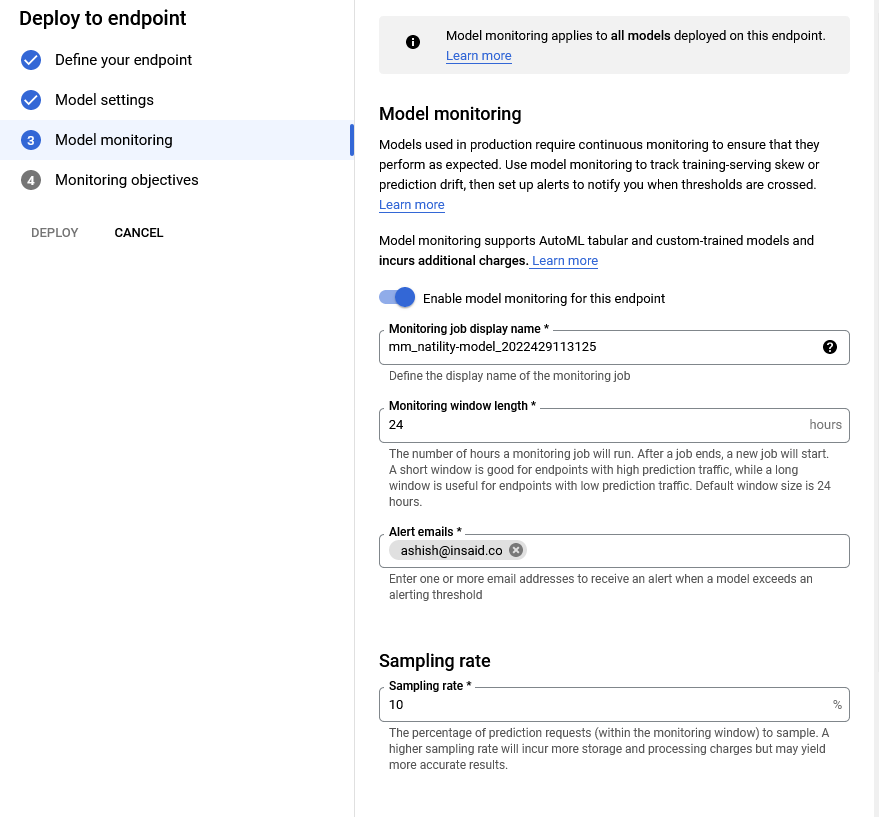 Deploy to endpoint
Define your endpoint
Model settings
3 Model monitoring
4 Monitoring objectives
DEPLOY CANCEL
Model monitoring applies to all models deployed on this endpoint.
Learn more
Model monitoring
Models used in production require continuous monitoring to ensure that they
perform as expected. Use model monitoring to track training-serving skew or
prediction drift, then set up alerts to notify you when thresholds are crossed.
Learn more
Model monitoring supports AutoML tabular and custom-trained models and
incurs additional charges. Learn more
Enable model monitoring for this endpoint
Monitoring job display name *
mm_natility-model_2022429113125
Define the display name of the monitoring job
Monitoring window length *
24 hours
The number of hours a monitoring job will run. After a job ends, a new job will start.
A short window is good for endpoints with high prediction traffic, while a long
window is useful for endpoints with low prediction traffic. Default window size is 24
hours.
Alert emails *
ashish@insaid.co
Enter one or more email addresses to receive an alert when a model exceeds an
alerting threshold
Sampling rate
Sampling rate *
10 %
The percentage of prediction requests (within the monitoring window) to sample. A
higher sampling rate will incur more storage and processing charges but may yield
more accurate results.